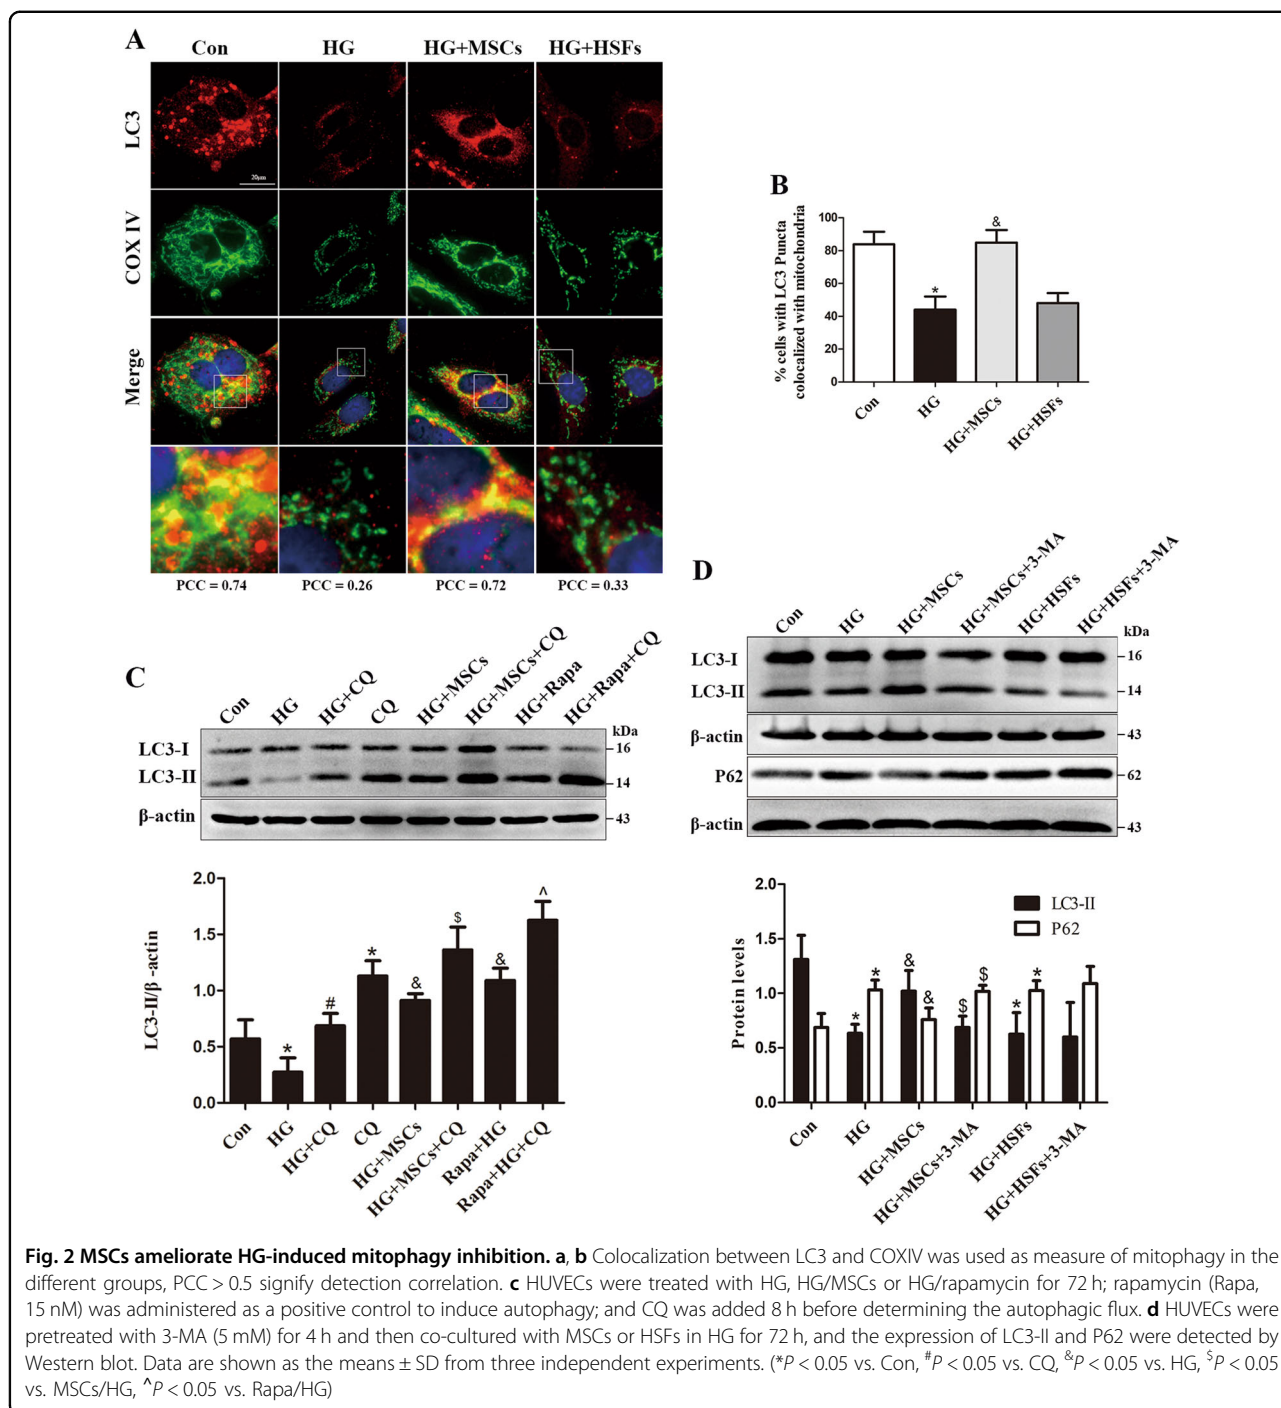 A
Con HG HG+MSCs HG+HSFs
LC3
20μm
COX IV
Merge
PCC = 0.74 PCC = 0.26 PCC = 0.72 PCC = 0.33
B
% cells with LC3 Puncta
colocalized with mitochondria
100
80
60
40
20
0
* &
Con HG HG+MSCs HG+HSFs
C
Con HG HG+CQ CQ HG+MSCs HG+MSCs+CQ HG+Rapa HG+Rapa+CQ
kDa
LC3-I 16
LC3-II 14
β-actin 43
LC3-II/β -actin
2.0
1.5
1.0
0.5
0.0
* # * & $ & ^
Con HG HG+CQ CQ HG+MSCs HG+MSCs+CQ Rapa+HG Rapa+HG+CQ
D
Con HG HG+MSCs HG+MSCs+3-MA HG+HSFs HG+HSFs+3-MA
kDa
LC3-I 16
LC3-II 14
β-actin 43
P62 62
β-actin 43
Protein levels
2.0
1.5
1.0
0.5
0.0
LC3-II
P62
* * & & $ $ * *
Con HG HG+MSCs HG+MSCs+3-MA HG+HSFs HG+HSFs+3-MA
Fig. 2 MSCs ameliorate HG-induced mitophagy inhibition. a, b Colocalization between LC3 and COXIV was used as measure of mitophagy in the
different groups, PCC > 0.5 signify detection correlation. c HUVECs were treated with HG, HG/MSCs or HG/rapamycin for 72 h; rapamycin (Rapa,
15 nM) was administered as a positive control to induce autophagy; and CQ was added 8 h before determining the autophagic flux. d HUVECs were
pretreated with 3-MA (5 mM) for 4 h and then co-cultured with MSCs or HSFs in HG for 72 h, and the expression of LC3-II and P62 were detected by
Western blot. Data are shown as the means ± SD from three independent experiments. (*P < 0.05 vs. Con, #P < 0.05 vs. CQ, &P < 0.05 vs. HG, $P < 0.05
vs. MSCs/HG, ^P < 0.05 vs. Rapa/HG)